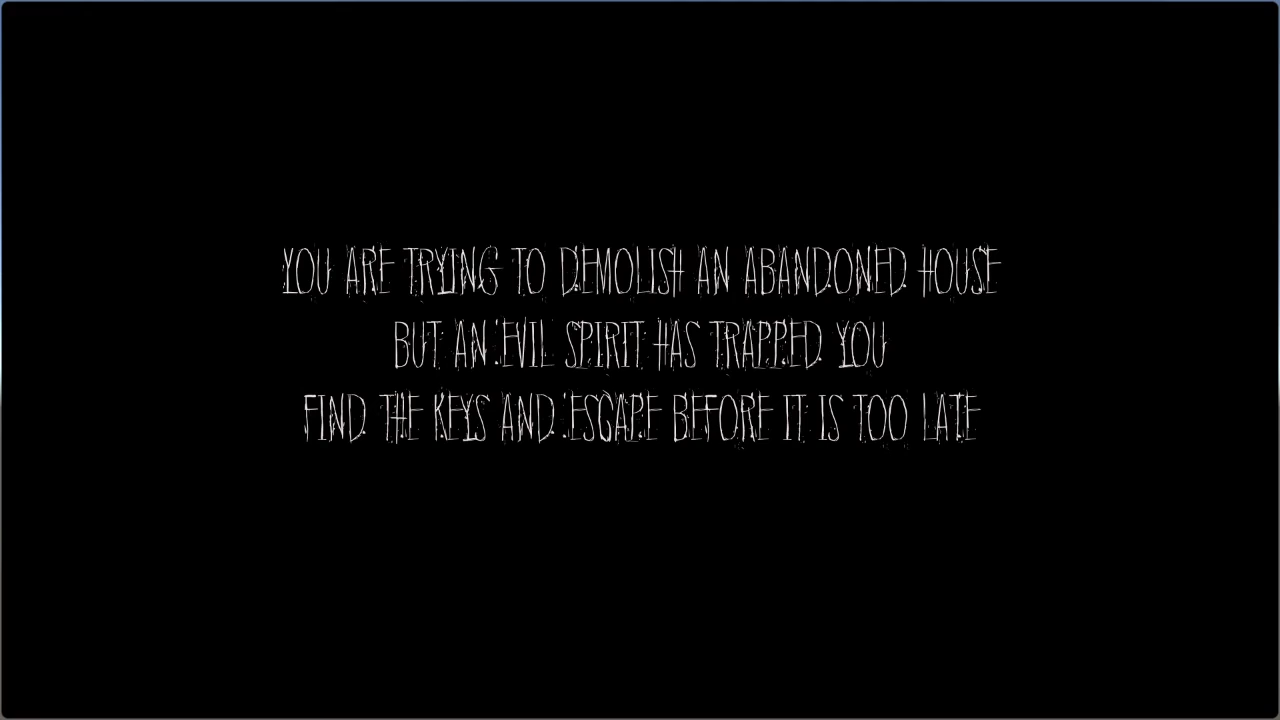 YOU ARE TRYING TO DEMOLISH AN ABANDONED HOUSE
BUT AN EVIL SPIRIT HAS TRAPPED YOU
FIND THE KEYS AND ESCAPE BEFORE IT IS TOO LATE